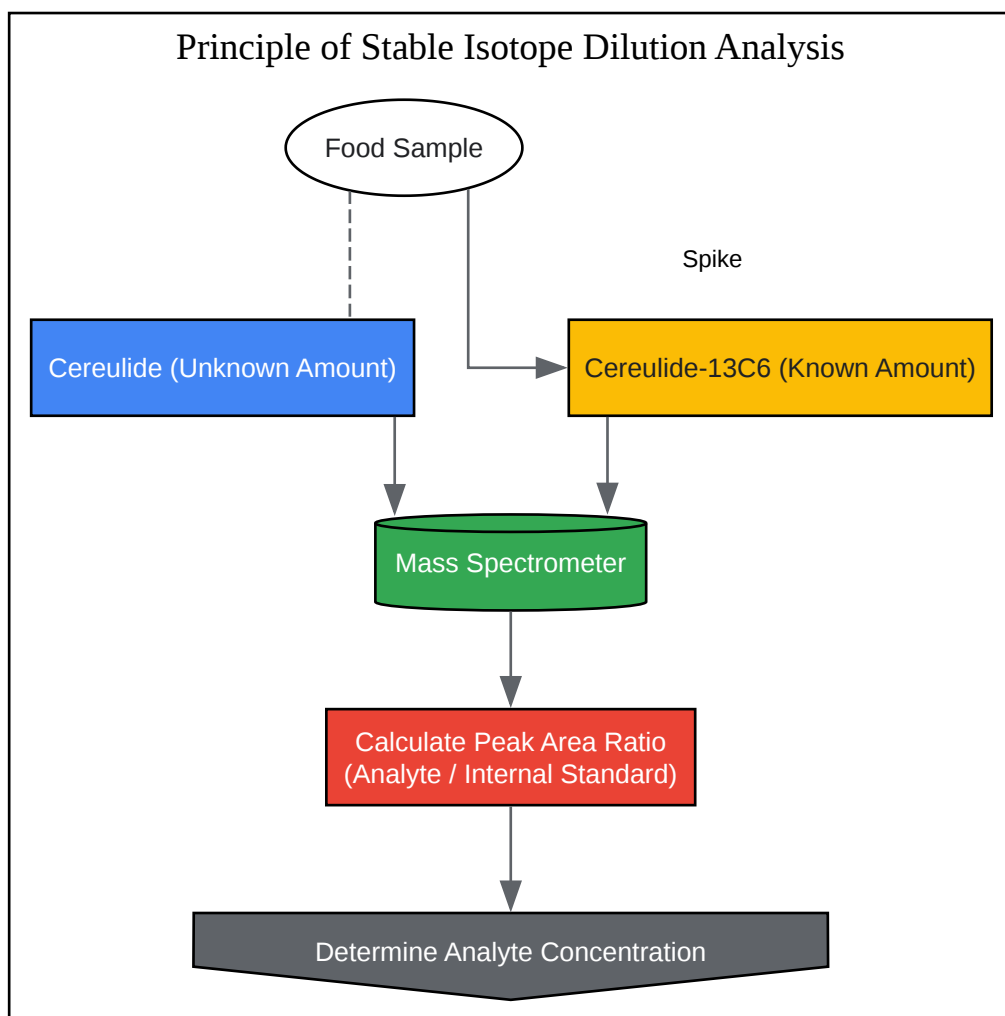 Principle of Stable Isotope Dilution Analysis
Food Sample
Spike
Cereulide (Unknown Amount)
Cereulide-13C6 (Known Amount)
Mass Spectrometer
Calculate Peak Area Ratio
(Analyte / Internal Standard)
Determine Analyte Concentration